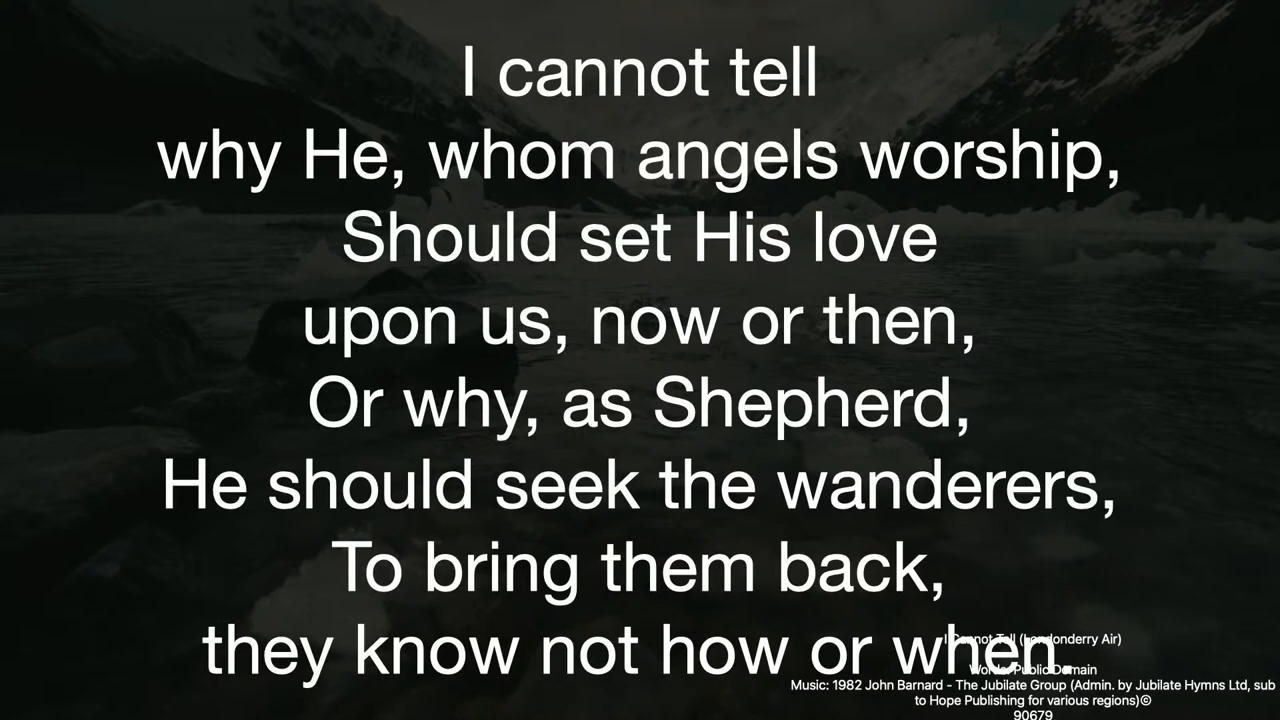 I cannot tell
why He, whom angels worship,
Should set His love
upon us, now or then,
Or why, as Shepherd,
He should seek the wanderers,
To bring them back,
they know not how or when.
I Cannot Tell (Londonderry Air)
Words: Public Domain
Music: 1982 John Barnard - The Jubilate Group (Admin. by Jubilate Hymns Ltd, sub
to Hope Publishing for various regions)©
90679